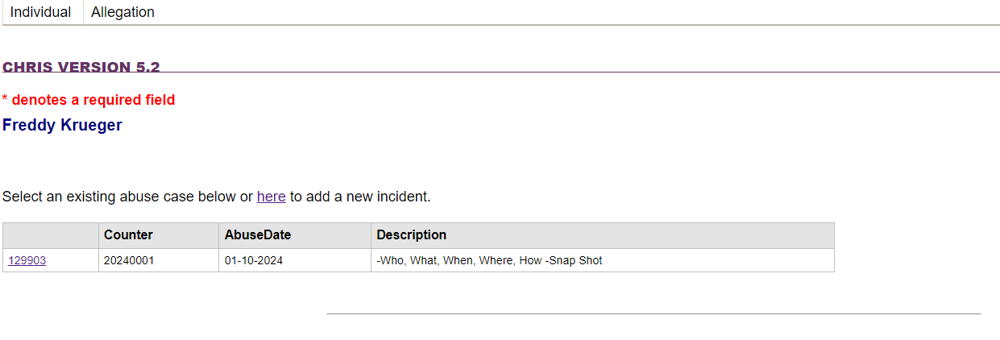 Individual Allegation
CHRIS VERSION 5.2
* denotes a required field
Freddy Krueger
Select an existing abuse case below or here to add a new incident.
Counter AbuseDate Description
129903 20240001 01-10-2024 -Who, What, When, Where, How -Snap Shot